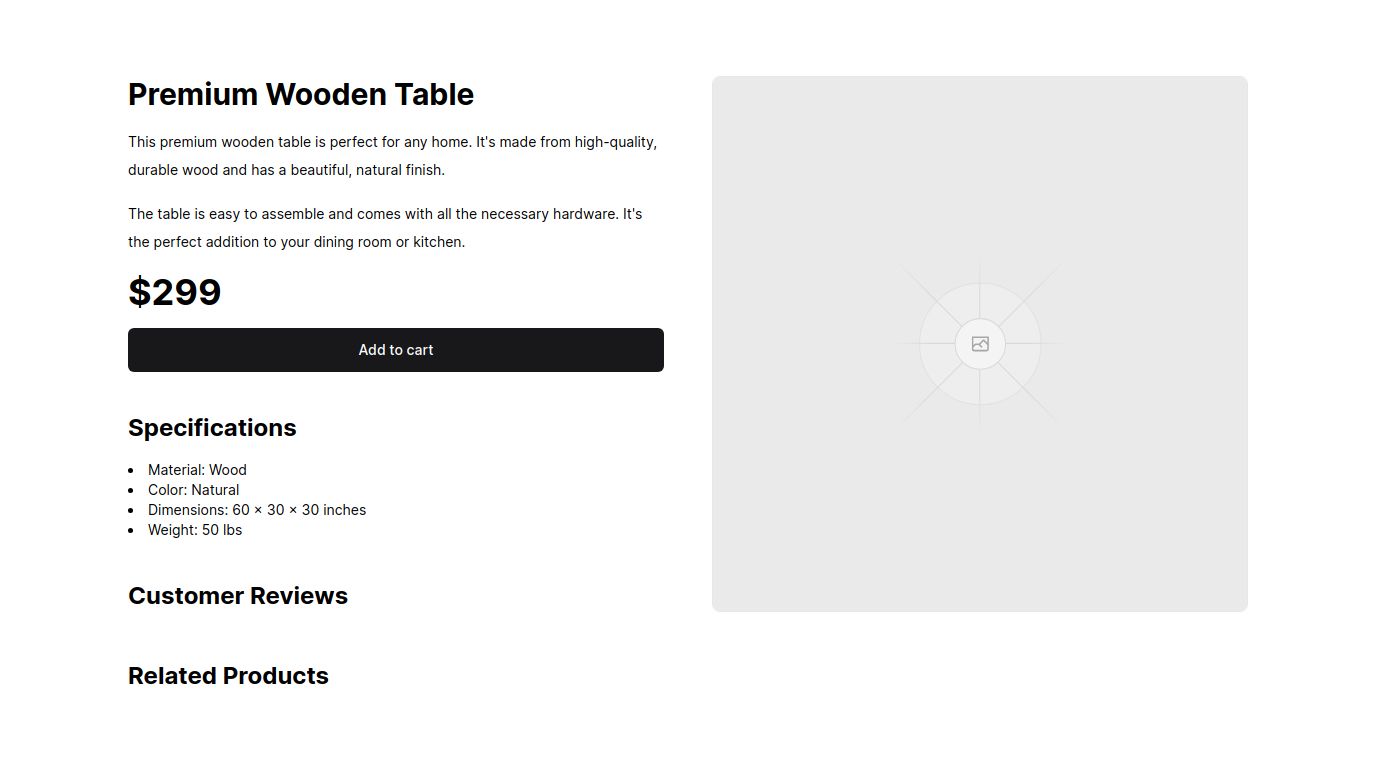 Premium Wooden Table
This premium wooden table is perfect for any home. It's made from high-quality,
durable wood and has a beautiful, natural finish.
The table is easy to assemble and comes with all the necessary hardware. It's
the perfect addition to your dining room or kitchen.
$299
Add to cart
Specifications
• Material: Wood
• Color: Natural
• Dimensions: 60 × 30 × 30 inches
• Weight: 50 lbs
Customer Reviews
Related Products